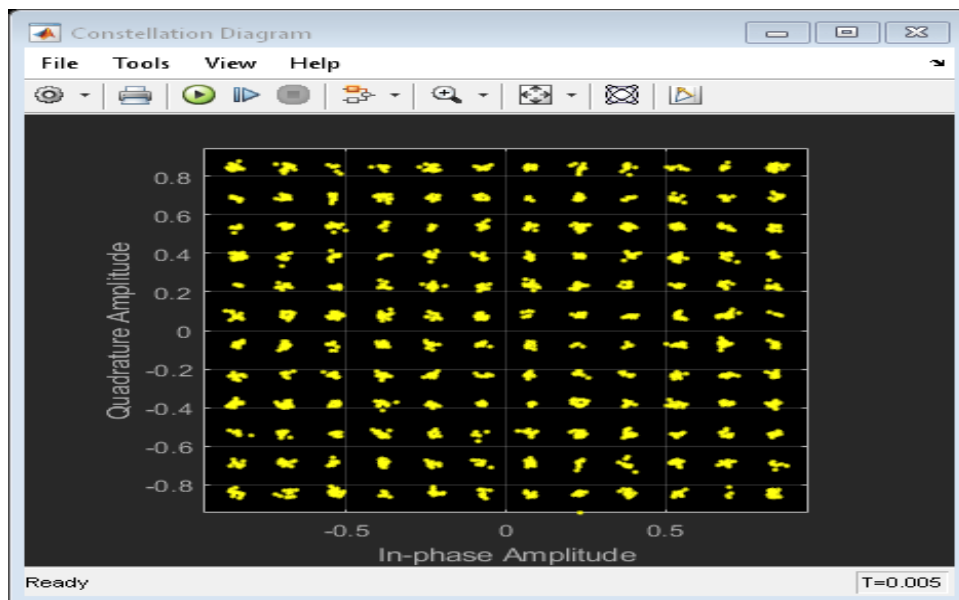 Constellation Diagram
File Tools View Help
0.8
0.6
0.4
0.2
0
-0.2
-0.4
-0.6
-0.8
Quadrature Amplitude
-0.5 0 0.5
In-phase Amplitude
Ready T=0.005